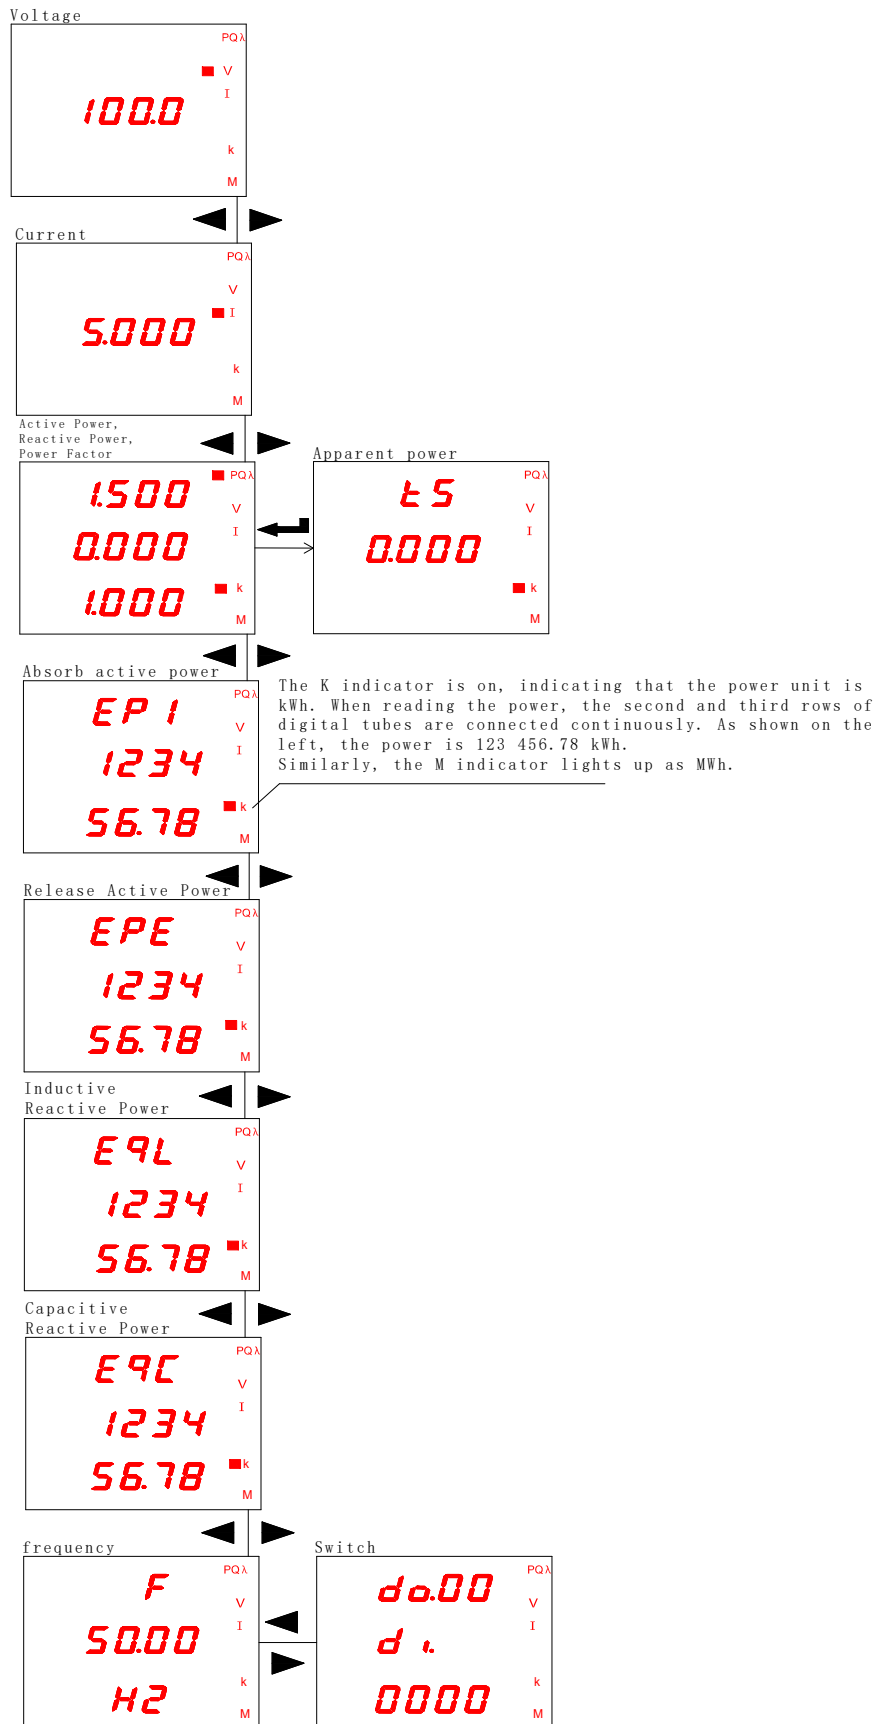 Voltage
PQλ
V
I
100.0
k
M
Current
PQλ
V
I
5.000
k
M
Active Power,
Reactive Power,
Power Factor
1.500
PQλ
V
I
0.000
1.000
k
M
Apparent power
t5
PQλ
V
I
0.000
k
M
Absorb active power
EP1
PQλ
V
I
1234
56.78
k
M
The K indicator is on, indicating that the power unit is
kWh. When reading the power, the second and third rows of
digital tubes are connected continuously. As shown on the
left, the power is 123 456.78 kWh.
Similarly, the M indicator lights up as MWh.
Release Active Power
EPE
PQλ
V
I
1234
56.78
k
M
Inductive
Reactive Power
EqL
PQλ
V
I
1234
56.78
k
M
Capacitive
Reactive Power
EqC
PQλ
V
I
1234
56.78
k
M
frequency
F
PQλ
V
I
50.00
HZ
k
M
Switch
do.00
PQλ
V
I
di.
0000
k
M